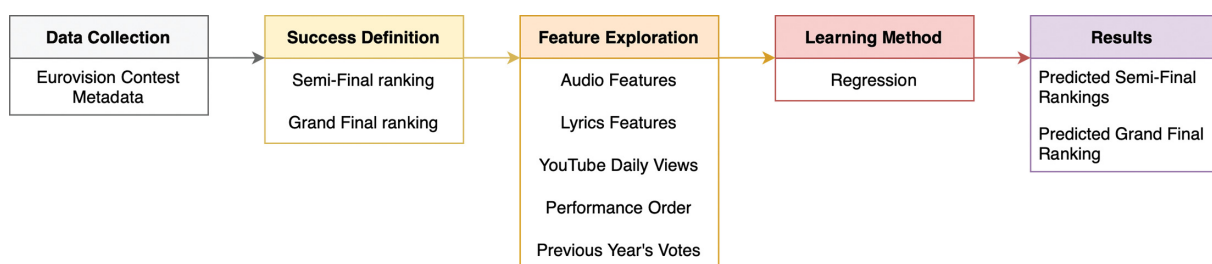 Data Collection
Eurovision Contest
Metadata
Success Definition
Semi-Final ranking
Grand Final ranking
Feature Exploration
Audio Features
Lyrics Features
YouTube Daily Views
Performance Order
Previous Year's Votes
Learning Method
Regression
Results
Predicted Semi-Final
Rankings
Predicted Grand Final
Ranking